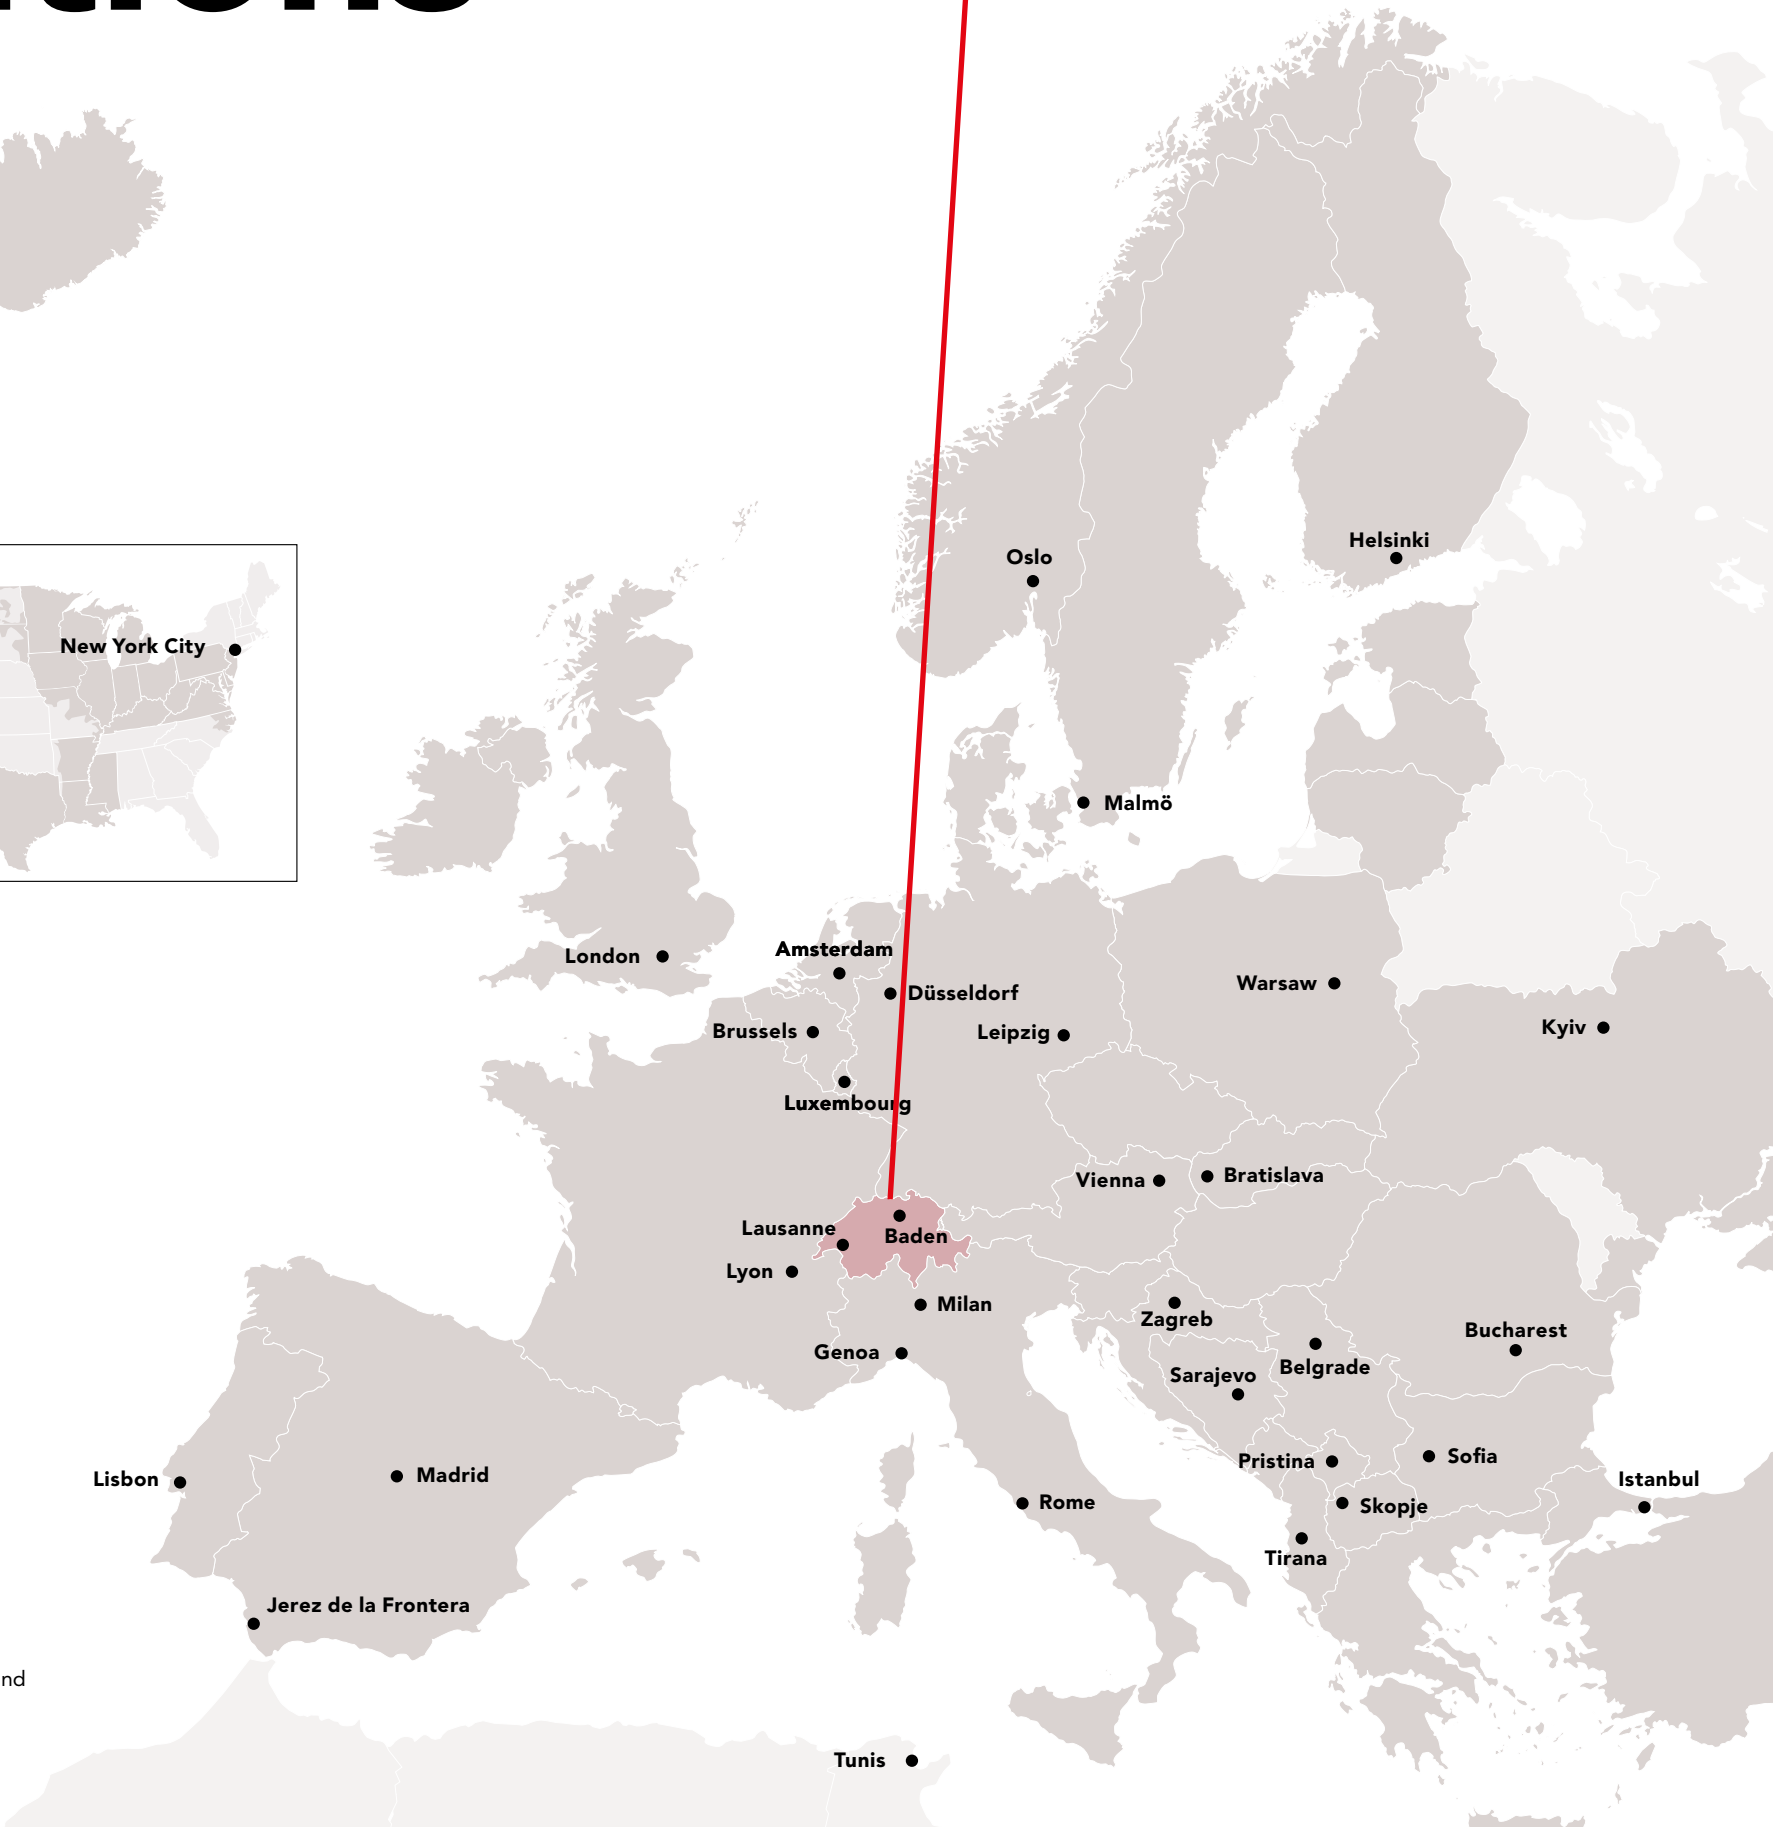 Helsinki
Oslo
New York City
Malmö
Amsterdam
London
Warsaw
Düsseldorf
Kyiv
Brussels
Leipzig
Luxembourg
Vienna
Bratislava
Lausanne
Baden
Lyon
Milan
Zagreb
Bucharest
Genoa
Belgrade
Sarajevo
Sofia
Pristina
Lisbon
Madrid
Istanbul
Rome
Skopje
Tirana
Jerez de la Frontera
nd
Tunis